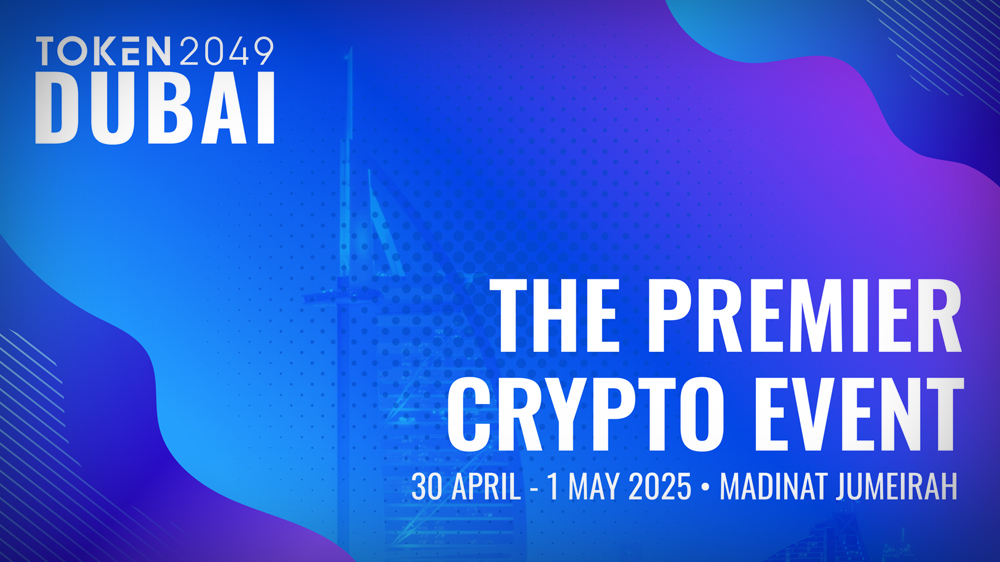 TOKEN2049
DUBAI
THE PREMIER
CRYPTO EVENT
30 APRIL - 1 MAY 2025 • MADINAT JUMEIRAH